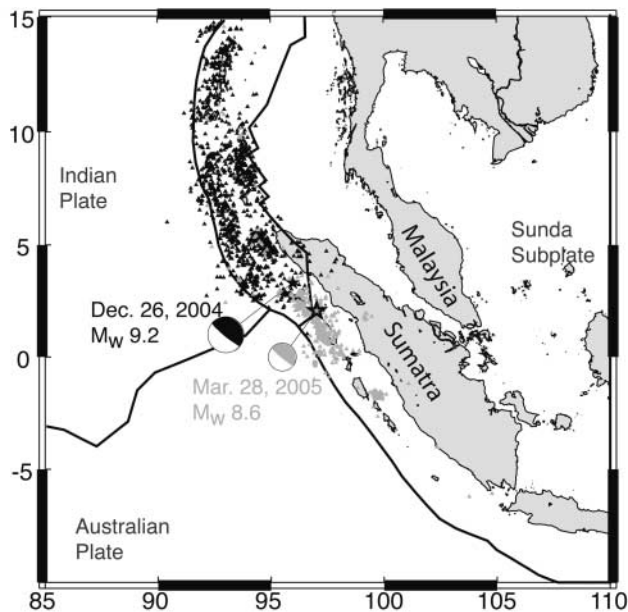 15
10
Indian
Plate
5
Sunda
Subplate
Malaysia
Dec. 26, 2004
Mw 9.2
Sumatra
0
Mar. 28, 2005
Mw 8.6
-5
Australian
Plate
85 90 95 100 105 110